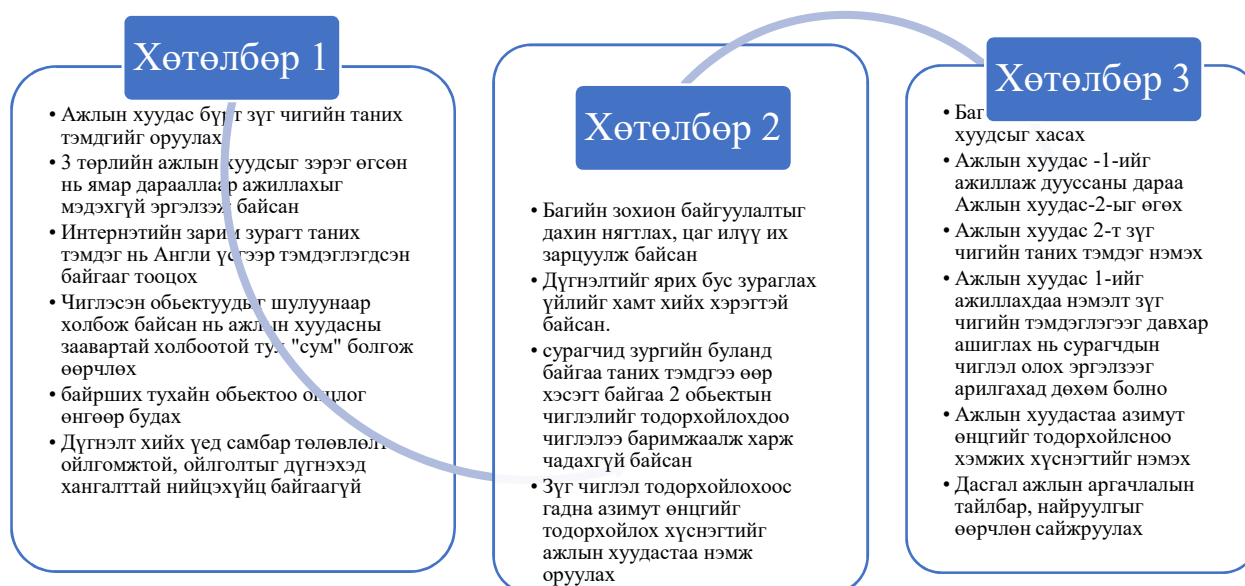 Хөтөлбөр 1
• Ажлын хуудас бүрт зүг чигийн таних
тэмдгийг оруулах
• 3 төрлийн ажлын хуудсыг зэрэг өгсөн
нь ямар дарааллаар ажиллахыг
мэдэхгүй эргэлзэж байсан
• Интернэтийн зарим зурагт таних
тэмдэг нь Англи үсгээр тэмдэглэгдсэн
байгааг тооцох
• Чиглэсэн обьектуудыг шулуунаар
холбож байсан нь ажлын хуудасны
заавартай холбоотой тул "сум" болгож
өөрчлөх
• байрших тухайн обьектоо онцлог
өнгөөр будах
• Дүгнэлт хийх үед самбар төлөвлөлт
ойлгомжтой, ойлголтыг дүгнэхэд
хангалттай нийцэхүйц байгаагүй
Хөтөлбөр 2
• Багийн зохион байгуулалтыг
дахин нягтлах, цаг илүү их
зарцуулж байсан
• Дүгнэлтийг ярих бус зураглах
үйлийг хамт хийх хэрэгтэй
байсан.
• сурагчид зургийн буланд
байгаа таних тэмдгээ өөр
хэсэгт байгаа 2 обьектын
чиглэлийг тодорхойлохдоо
чиглэлээ баримжаалж харж
чадахгүй байсан
• Зүг чиглэл тодорхойлохоос
гадна азимут өнцгийг
тодорхойлох хүснэгтийг
ажлын хуудастаа нэмж
оруулах
Хөтөлбөр 3
• Баг
хуудсыг хасах
• Ажлын хуудас -1-ийг
ажиллаж дууссаны дараа
Ажлын хуудас-2-ыг өгөх
• Ажлын хуудас 2-т зүг
чигийн таних тэмдэг нэмэх
• Ажлын хуудас 1-ийг
ажиллахдаа нэмэлт зүг
чигийн тэмдэглэгээг давхар
ашиглах нь сурагчдын
чиглэл олох эргэлзээг
арилгахад дөхөм болно
• Ажлын хуудастаа азимут
өнцгийг тодорхойлсноо
хэмжих хүснэгтийг нэмэх
• Дасгал ажлын аргачлалын
тайлбар, найруулгыг
өөрчлөн сайжруулах